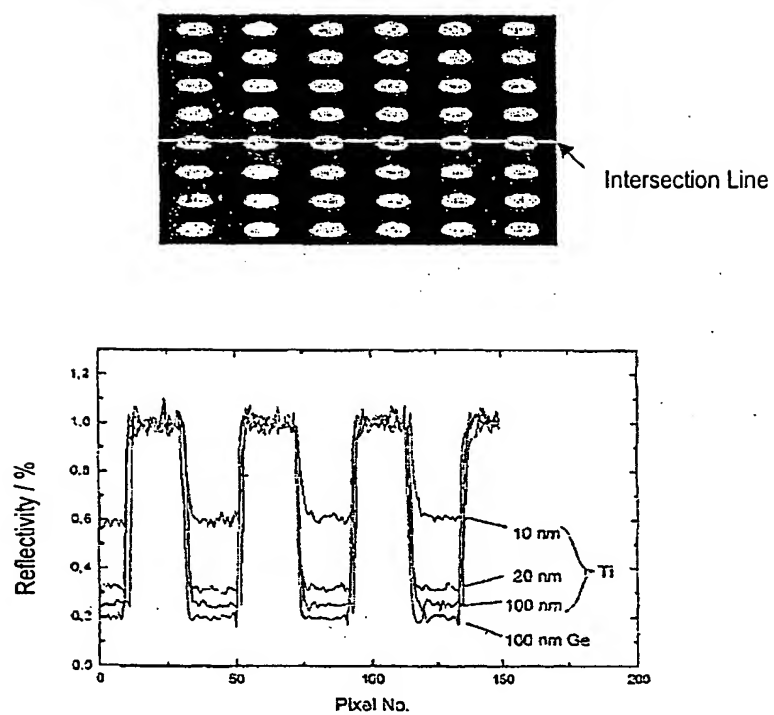 Intersection Line
Reflectivity / %
1,2
1.0
0.8
0.6
0.4
0.2
0.0
10 nm
20 nm
Ti
100 nm
100 nm Ge
0
50
100
150
200
Pixel No.